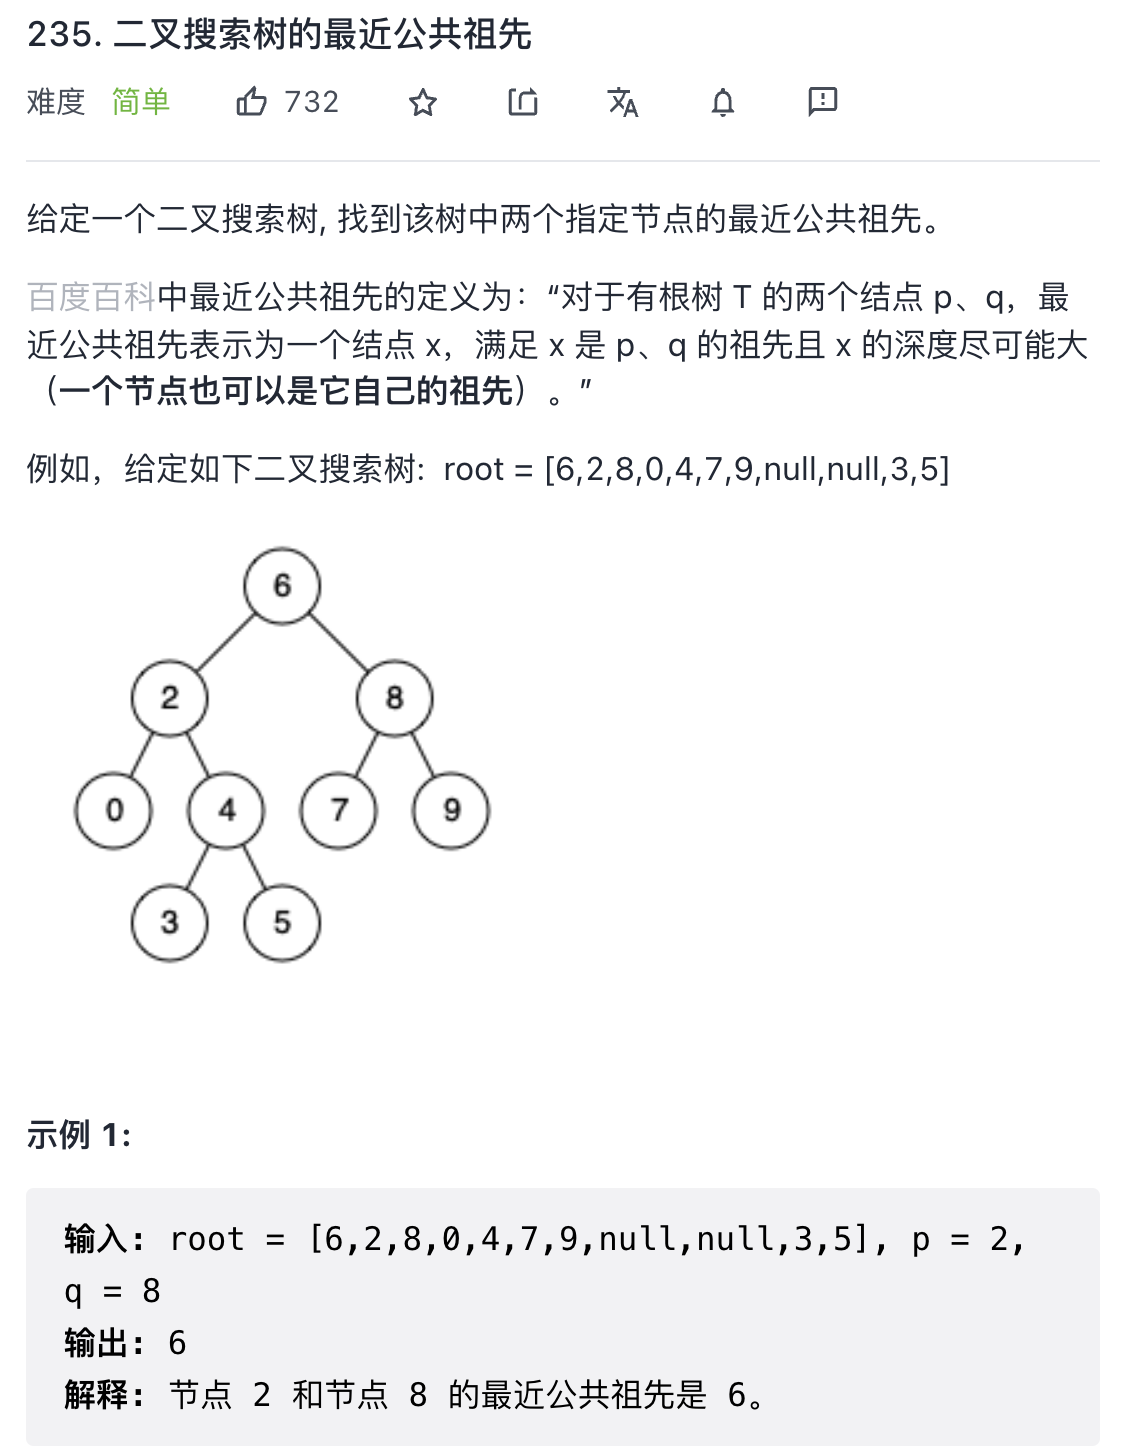 235. 二叉搜索树的最近公共祖先
难度 简单 732
给定一个二叉搜索树, 找到该树中两个指定节点的最近公共祖先。
百度百科中最近公共祖先的定义为：“对于有根树 T 的两个结点 p、q，最
近公共祖先表示为一个结点 x，满足 x 是 p、q 的祖先且 x 的深度尽可能大
（一个节点也可以是它自己的祖先）。”
例如，给定如下二叉搜索树: root = [6,2,8,0,4,7,9,null,null,3,5]
6
2 8
0 4 7 9
3 5
示例 1:
输入: root = [6,2,8,0,4,7,9,null,null,3,5], p = 2,
q = 8
输出: 6
解释: 节点 2 和节点 8 的最近公共祖先是 6。